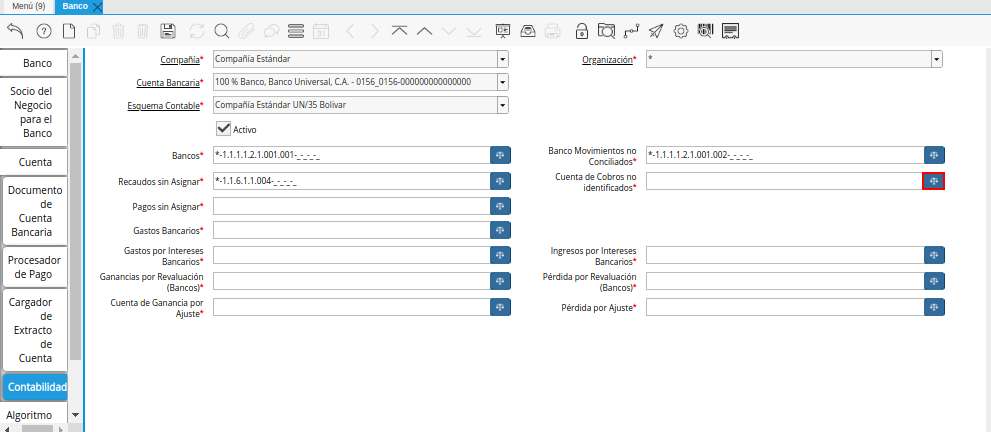 Menú (9)
Banco
Banco
Socio del
Negocio
para el
Banco
Cuenta
Documento
de
Cuenta
Bancaria
Procesador
de Pago
Cargador
de
Extracto
de
Cuenta
Contabilidad
Algoritmo
Compañía* Compañía Estándar
Organización* *
Cuenta Bancaria* 100 % Banco, Banco Universal, C.A. - 0156_0156-000000000000000
Esquema Contable* Compañía Estándar UN/35 Bolivar
Activo
Bancos* *-1.1.1.1.2.1.001.001-_-_-_-_
Banco Movimientos no
Conciliados* *-1.1.1.1.2.1.001.002-_-_-_-_
Recaudos sin Asignar* *-1.1.6.1.1.004-_-_-_-_
Cuenta de Cobros no
identificados*
Pagos sin Asignar*
Gastos Bancarios*
Gastos por Intereses
Bancarios*
Ingresos por Intereses
Bancarios*
Ganancias por Revaluación
(Bancos)*
Pérdida por Revaluación
(Bancos)*
Cuenta de Ganancia por
Ajuste*
Pérdida por Ajuste*